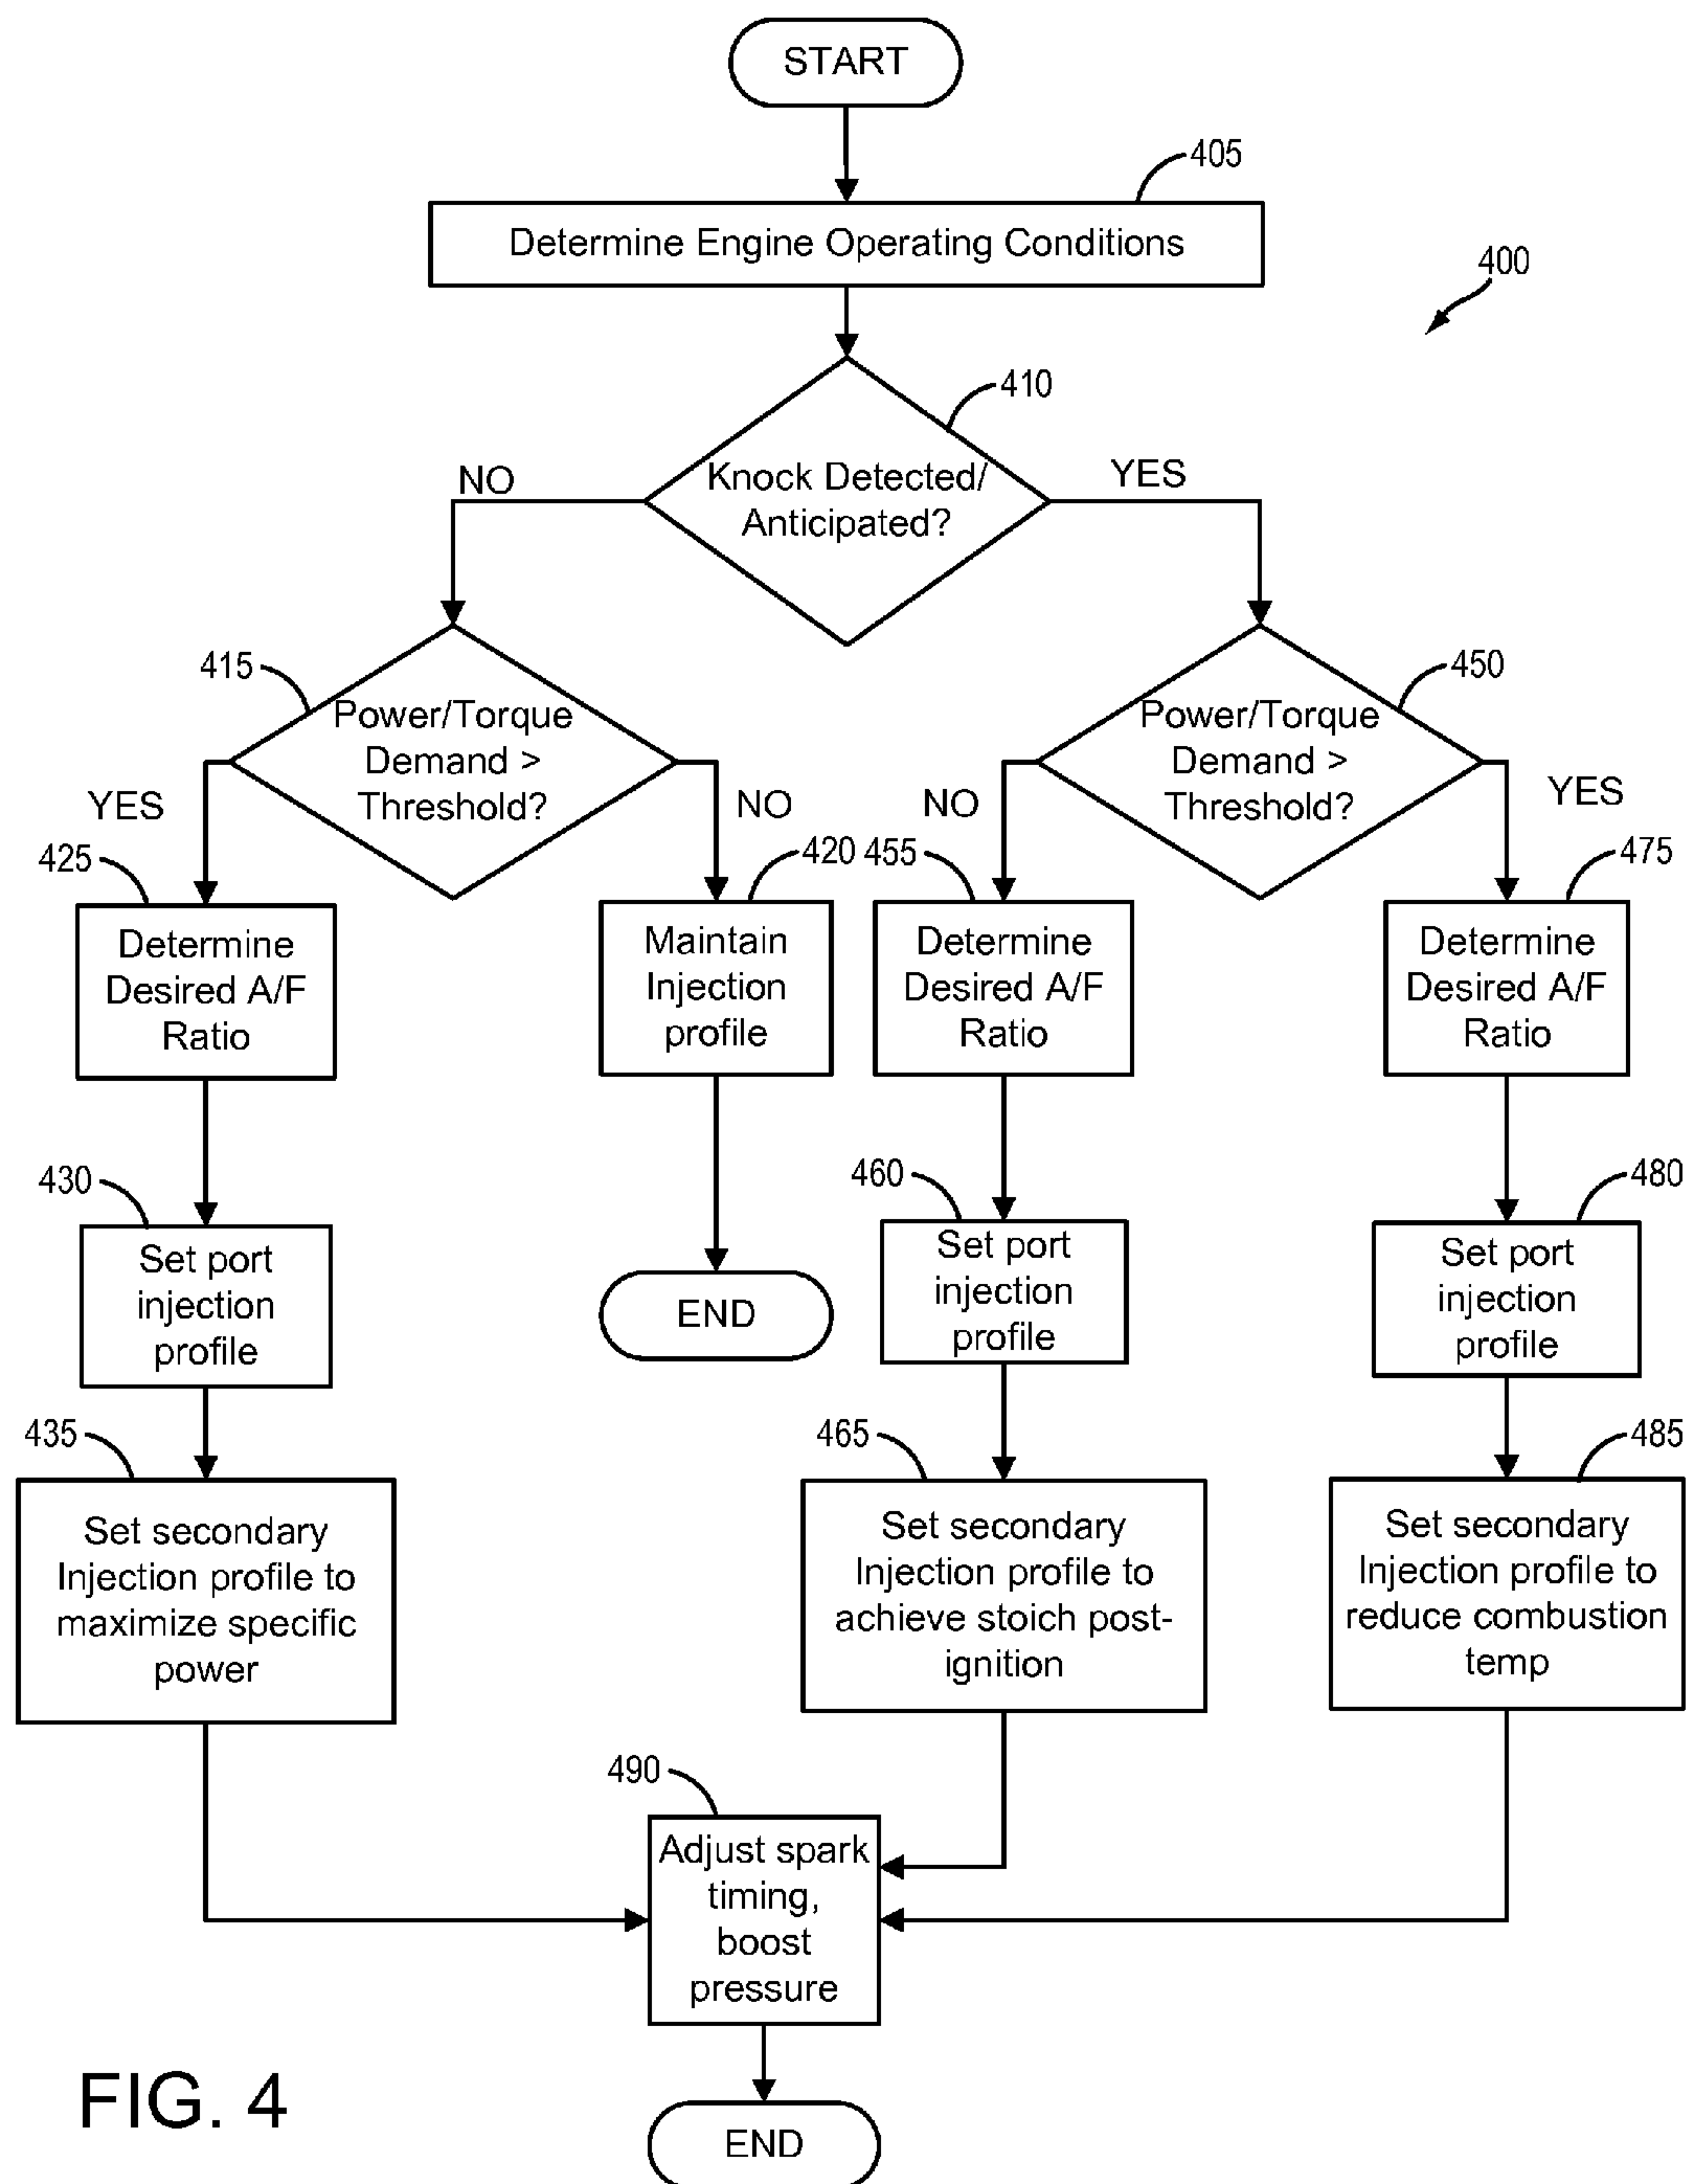 START
405
Determine Engine Operating Conditions
400
410
Knock Detected/
Anticipated?
NO
YES
415
Power/Torque
Demand >
Threshold?
YES
NO
450
Power/Torque
Demand >
Threshold?
NO
YES
425
Determine
Desired A/F
Ratio
420
Maintain
Injection
profile
455
Determine
Desired A/F
Ratio
475
Determine
Desired A/F
Ratio
430
Set port
injection
profile
END
460
Set port
injection
profile
480
Set port
injection
profile
435
Set secondary
Injection profile to
maximize specific
power
465
Set secondary
Injection profile to
achieve stoich post-
ignition
485
Set secondary
Injection profile to
reduce combustion
temp
490
Adjust spark
timing,
boost
pressure
END
FIG. 4